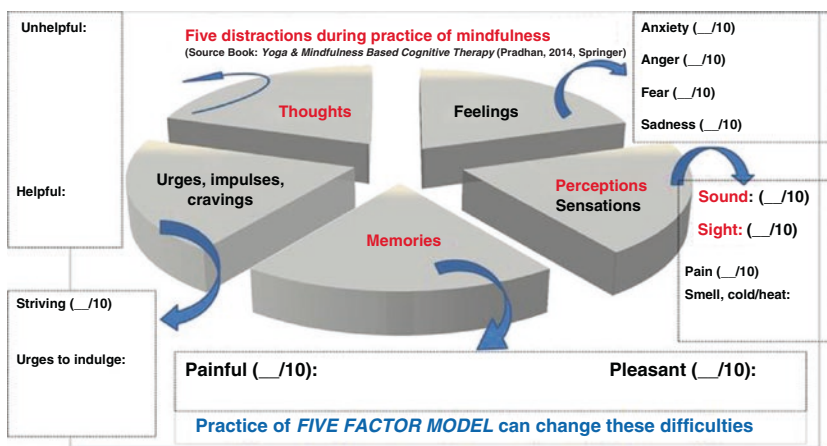 Five distractions during practice of mindfulness
(Source Book: Yoga & Mindfulness Based Cognitive Therapy (Pradhan, 2014, Springer)
Unhelpful:
Helpful:
Thoughts
Feelings
Anxiety (__/10)
Anger (__/10)
Fear (__/10)
Sadness (__/10)
Urges, impulses,
cravings
Perceptions
Sensations
Sound: (__/10)
Sight: (__/10)
Pain (__/10)
Smell, cold/heat:
Memories
Striving (__/10)
Urges to indulge:
Painful (__/10):
Pleasant (__/10):
Practice of FIVE FACTOR MODEL can change these difficulties